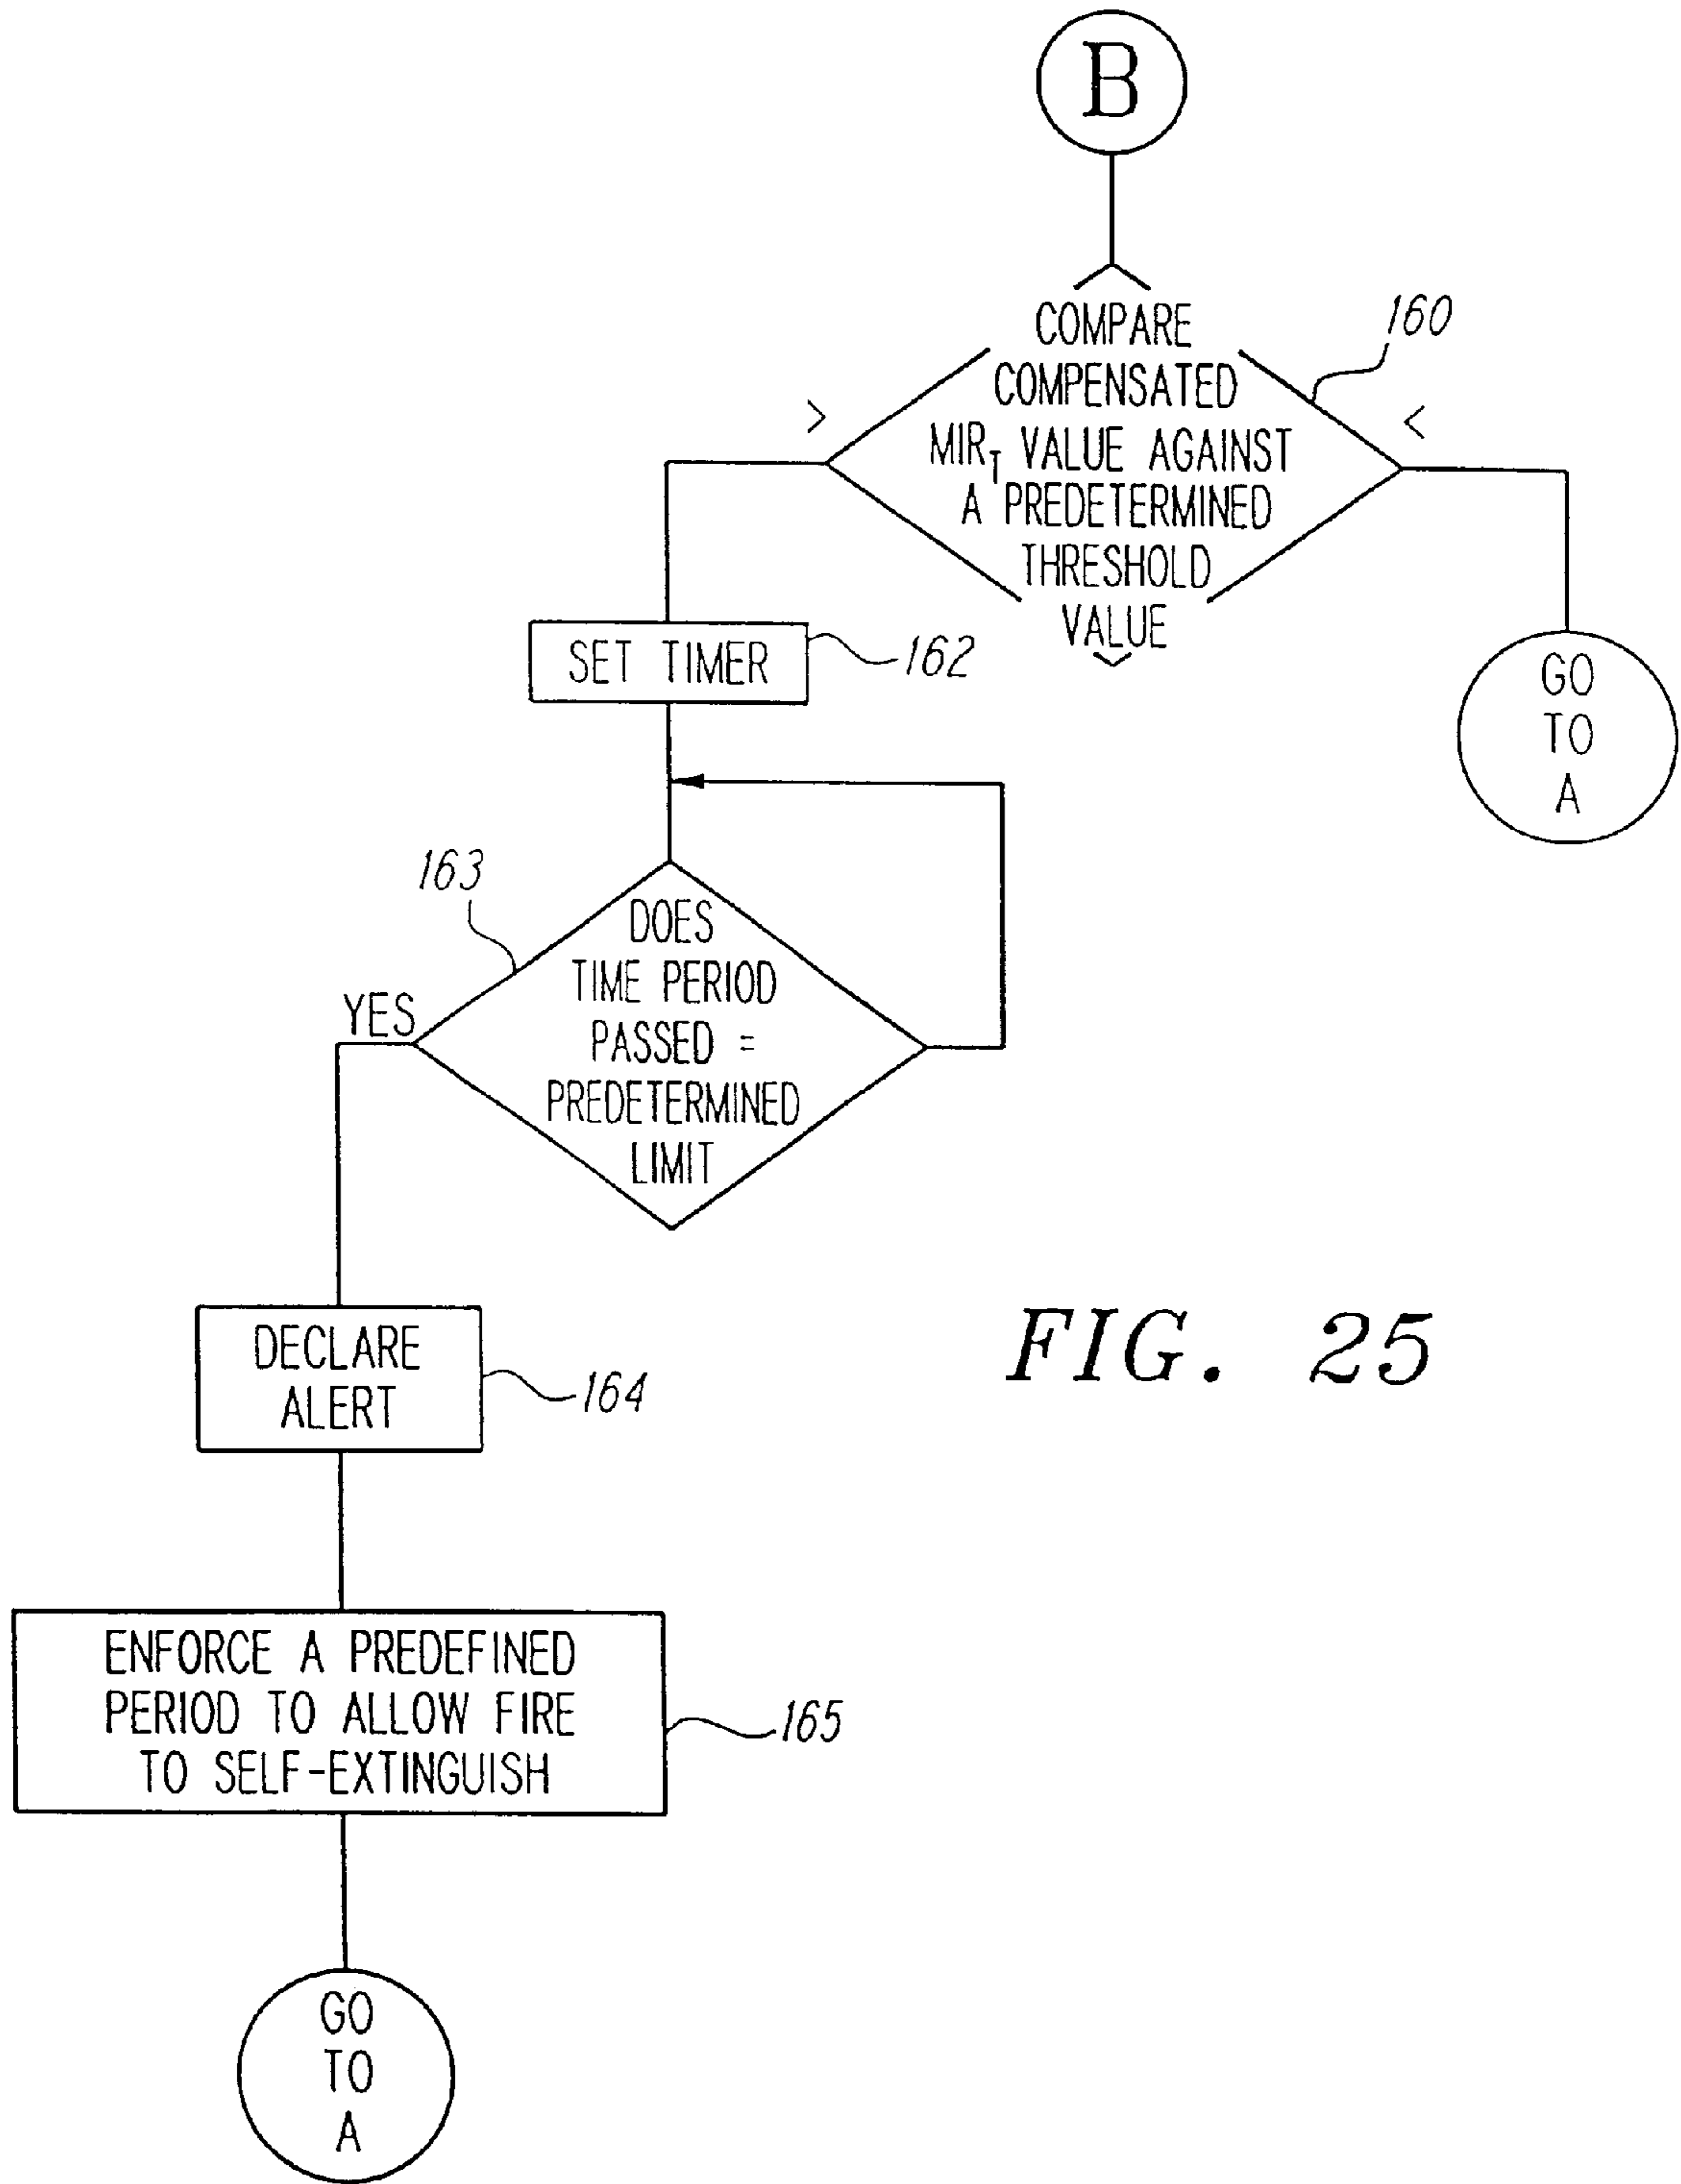 B
COMPARE
COMPENSATED
MIR_T VALUE AGAINST
A PREDETERMINED
THRESHOLD
VALUE
160
>
<
SET TIMER
162
GO
TO
A
163
DOES
TIME PERIOD
PASSED =
PREDETERMINED
LIMIT
YES
DECLARE
ALERT
164
FIG. 25
ENFORCE A PREDEFINED
PERIOD TO ALLOW FIRE
TO SELF-EXTINGUISH
165
GO
TO
A